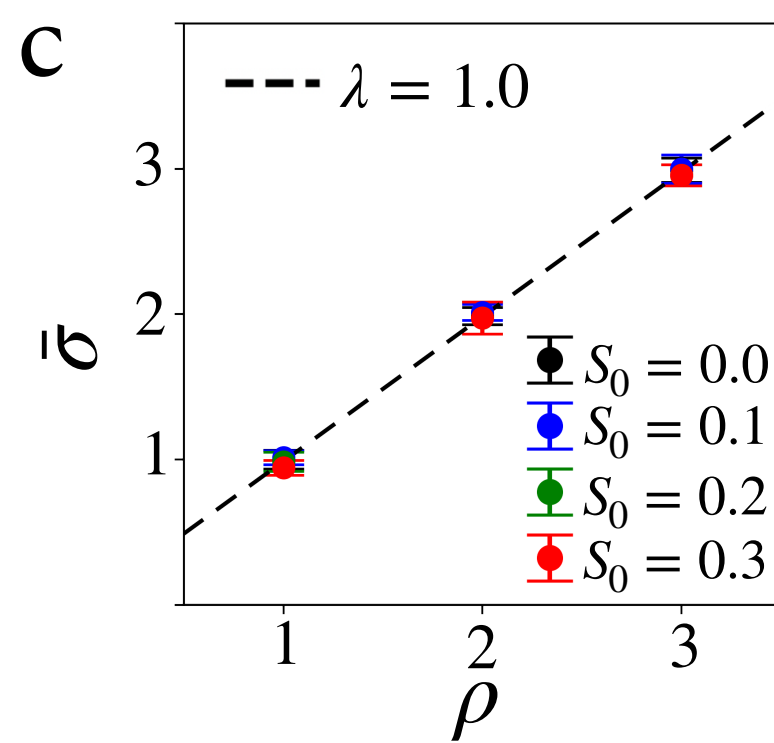 c
λ = 1.0
3
2
1
σ̄
S₀ = 0.0
S₀ = 0.1
S₀ = 0.2
S₀ = 0.3
1 2 3
ρ